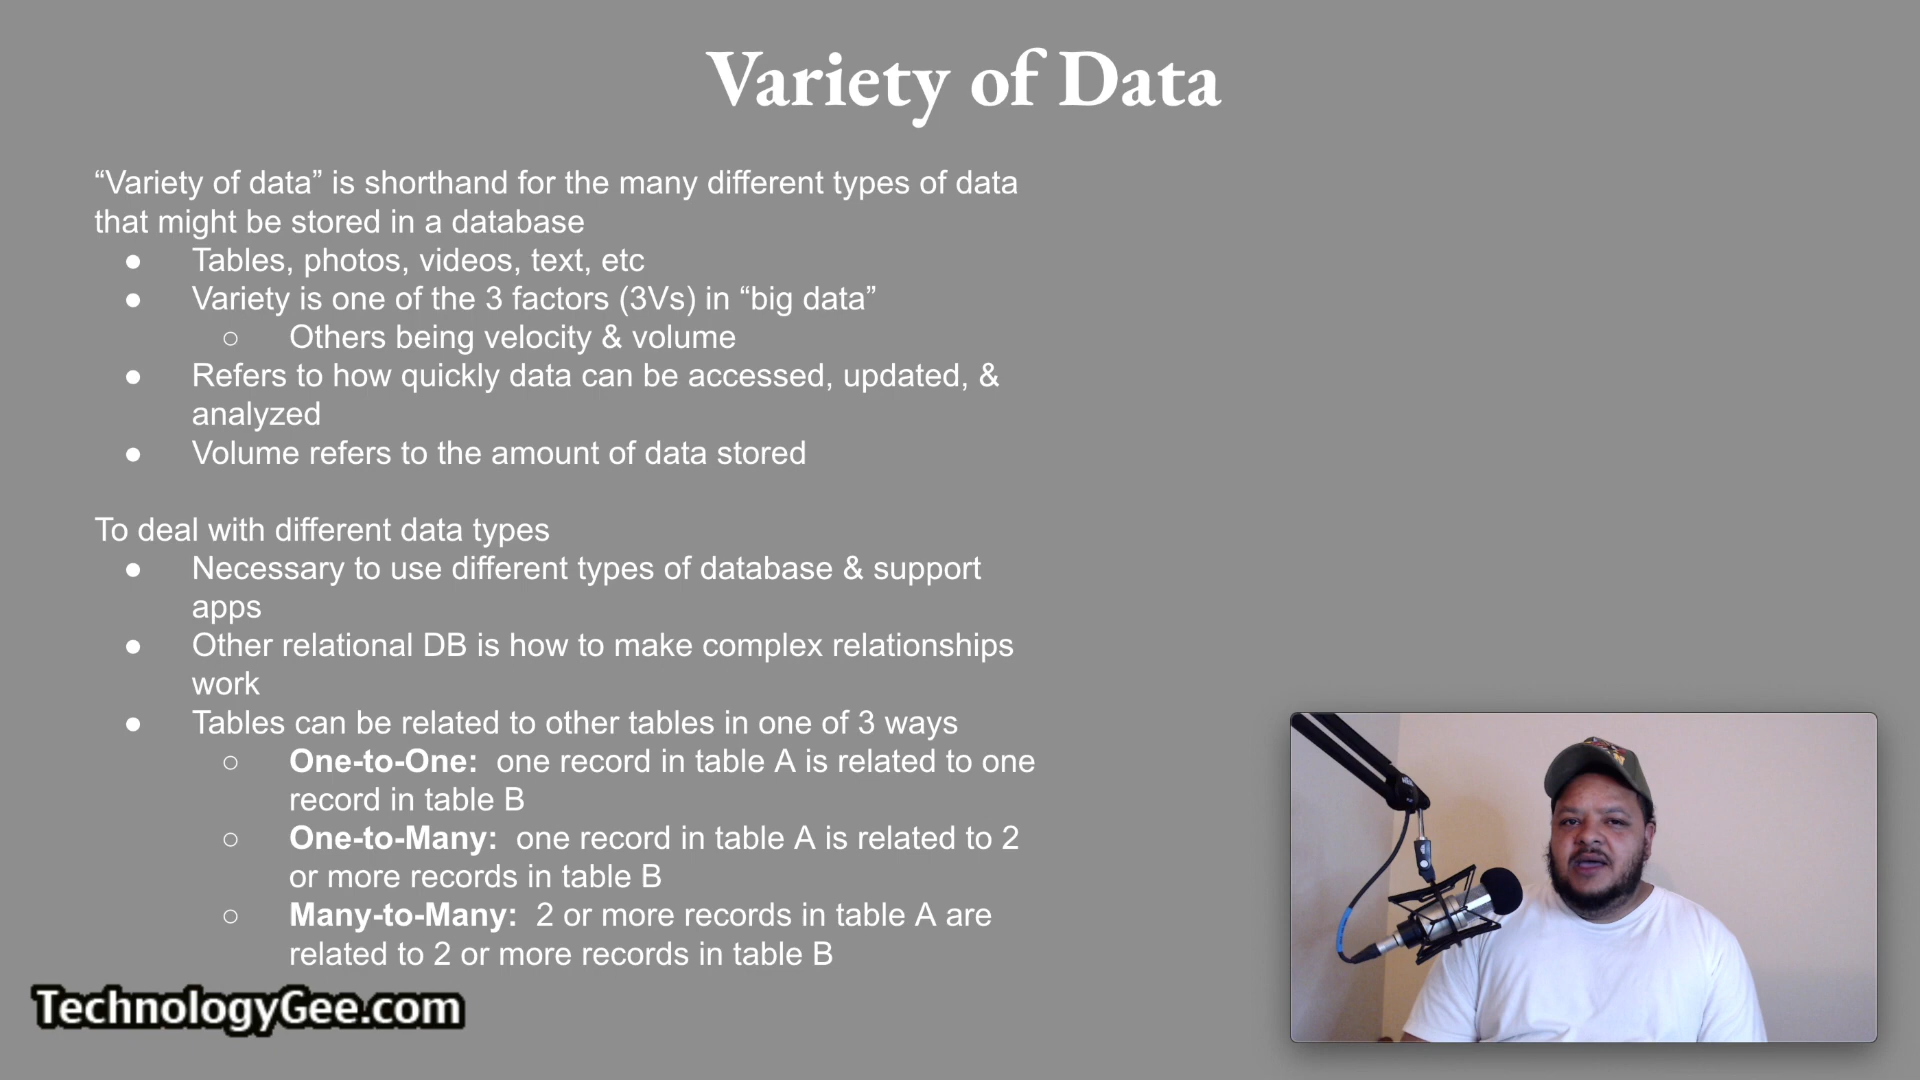 Variety of Data
“Variety of data” is shorthand for the many different types of data
that might be stored in a database
● Tables, photos, videos, text, etc
● Variety is one of the 3 factors (3Vs) in “big data”
○ Others being velocity & volume
● Refers to how quickly data can be accessed, updated, &
analyzed
● Volume refers to the amount of data stored
To deal with different data types
● Necessary to use different types of database & support
apps
● Other relational DB is how to make complex relationships
work
● Tables can be related to other tables in one of 3 ways
○ One-to-One: one record in table A is related to one
record in table B
○ One-to-Many: one record in table A is related to 2
or more records in table B
○ Many-to-Many: 2 or more records in table A are
related to 2 or more records in table B
TechnologyGee.com